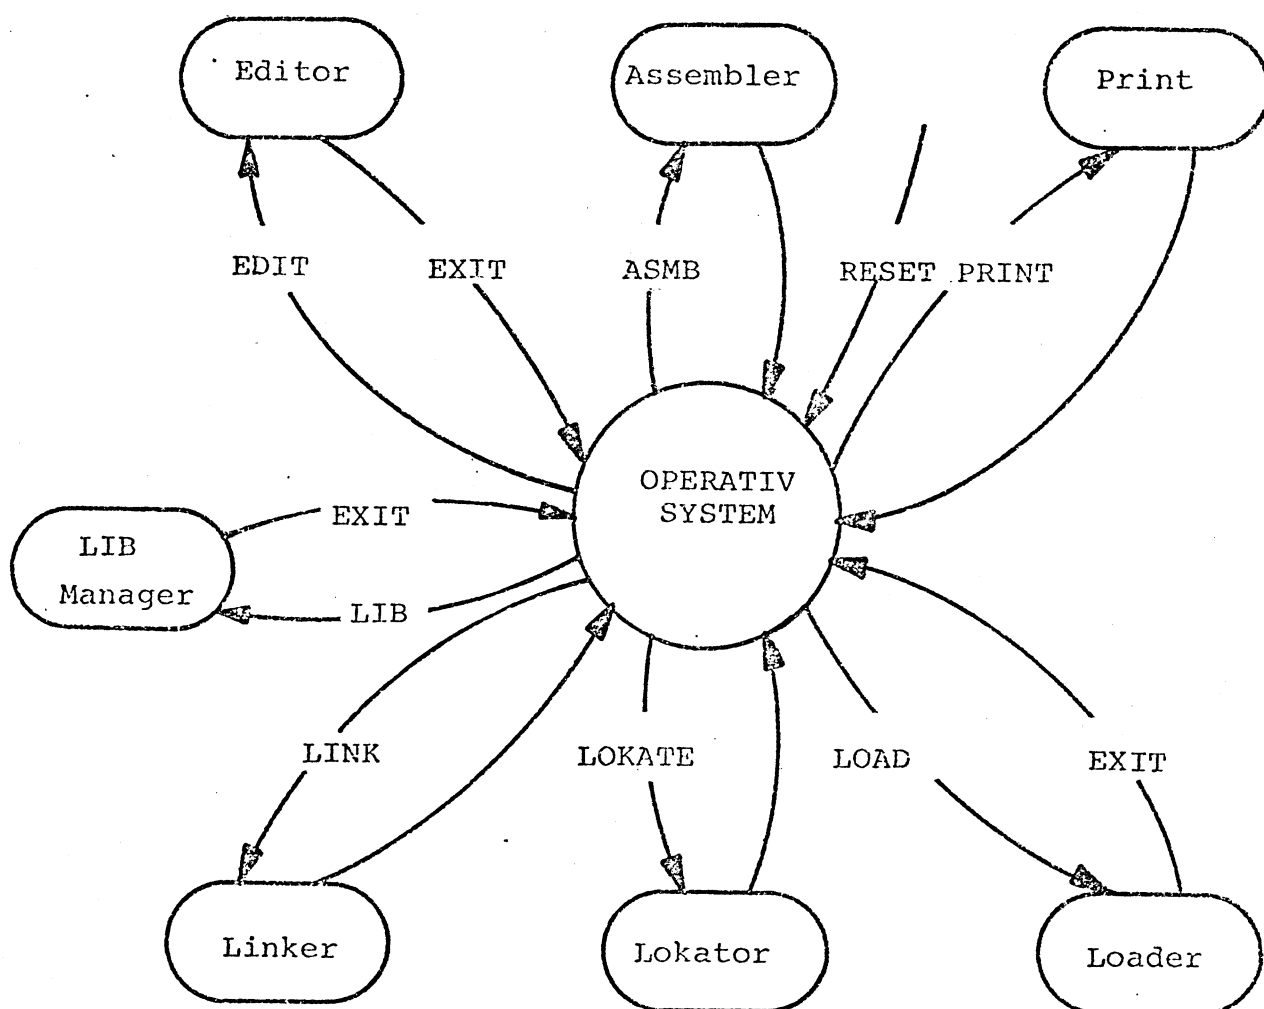 Editor
Assembler
Print
EDIT
EXIT
ASMB
RESET
PRINT
OPERATIV
SYSTEM
EXIT
LIB
Manager
LIB
LINK
LOKATE
LOAD
EXIT
Linker
Lokator
Loader